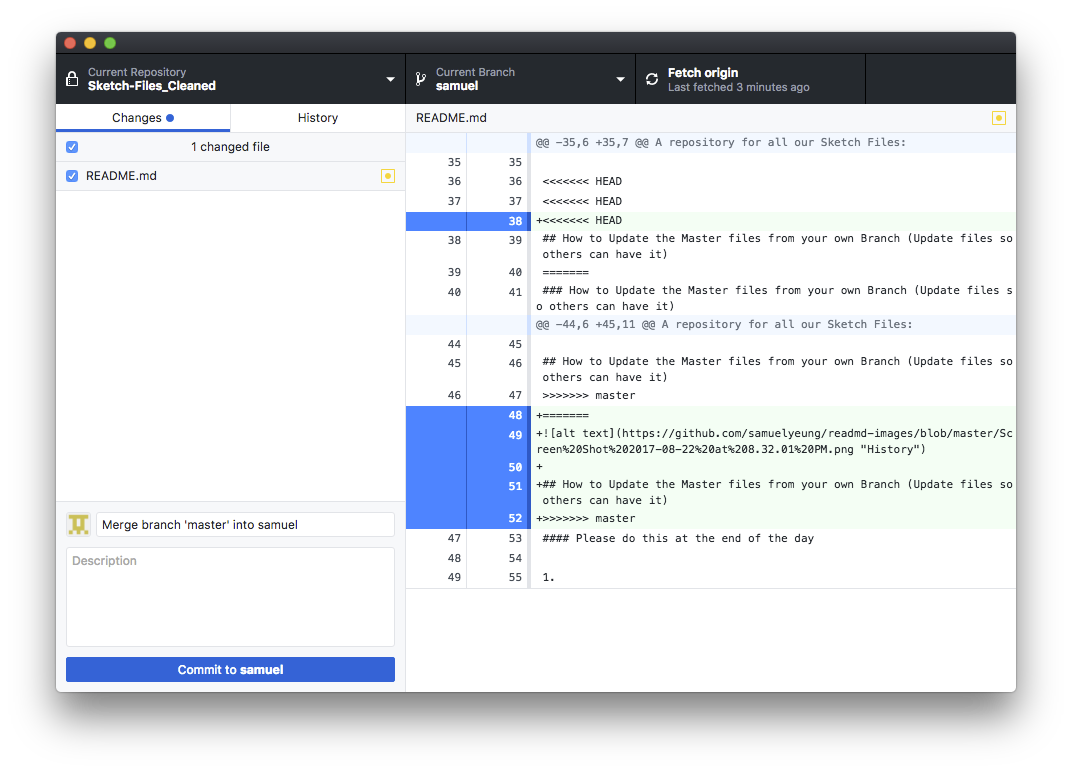 Current Repository
Sketch-Files_Cleaned
Current Branch
samuel
Fetch origin
Last fetched 3 minutes ago
Changes
History
1 changed file
README.md
Merge branch 'master' into samuel
Description
Commit to samuel
README.md
@@ -35,6 +35,7 @@ A repository for all our Sketch Files:
35 35
36 36 <<<<<<< HEAD
37 37 <<<<<<< HEAD
38 +<<<<<<< HEAD
38 39 ## How to Update the Master files from your own Branch (Update files so
others can have it)
39 40 =======
40 41 ### How to Update the Master files from your own Branch (Update files s
o others can have it)
@@ -44,6 +45,11 @@ A repository for all our Sketch Files:
44 45
45 46 ## How to Update the Master files from your own Branch (Update files so
others can have it)
46 47 >>>>>>> master
48 +=======
49 +![alt text](https://github.com/samuelyeung/readmd-images/blob/master/Sc
reen%20Shot%202017-08-22%20at%208.32.01%20PM.png "History")
50 +
51 +## How to Update the Master files from your own Branch (Update files so
others can have it)
52 +>>>>>>> master
47 53 #### Please do this at the end of the day
48 54
49 55 1.